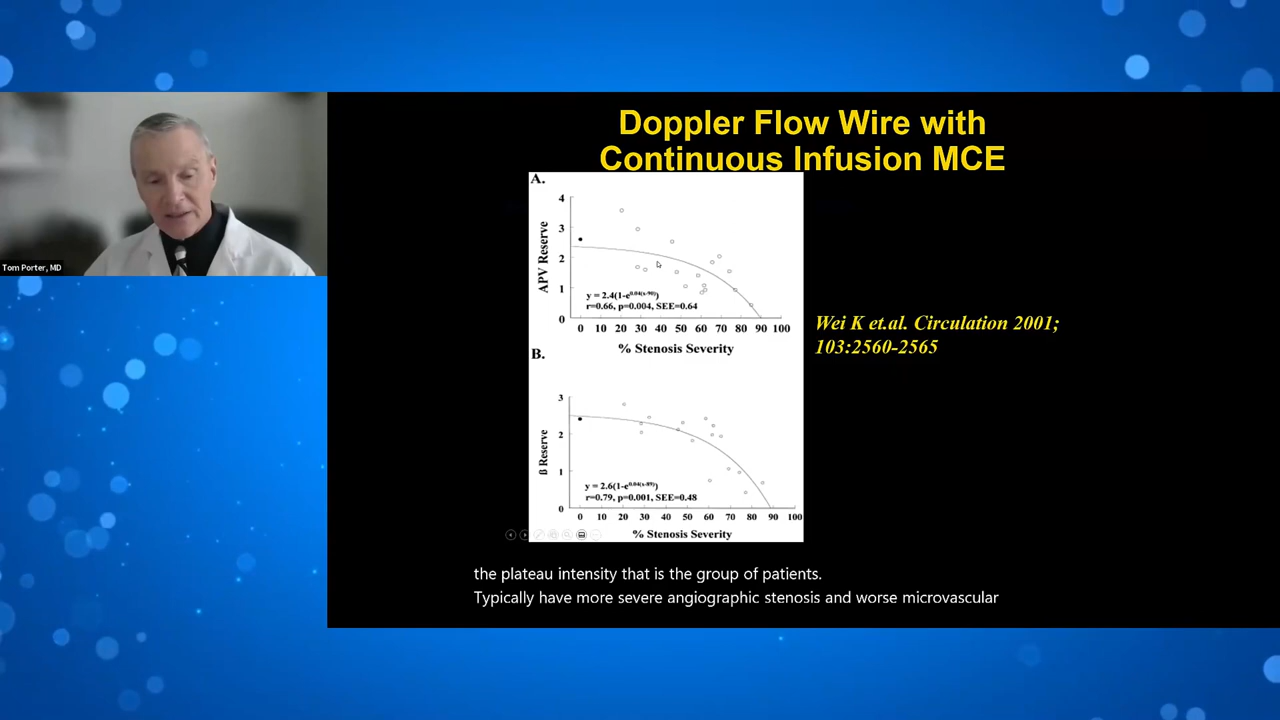 Doppler Flow Wire with
Continuous Infusion MCE
Tom Porter, MD
A.
4
3
2
1
0
APV Reserve
y = 2.4(1-e^0.04(x-90))
r=0.66, p=0.004, SEE=0.64
0 10 20 30 40 50 60 70 80 90 100
% Stenosis Severity
Wei K et.al. Circulation 2001;
103:2560-2565
B.
3
2
1
0
ß Reserve
y = 2.6(1-e^0.04(x-89))
r=0.79, p=0.001, SEE=0.48
0 10 20 30 40 50 60 70 80 90 100
% Stenosis Severity
the plateau intensity that is the group of patients.
Typically have more severe angiographic stenosis and worse microvascular